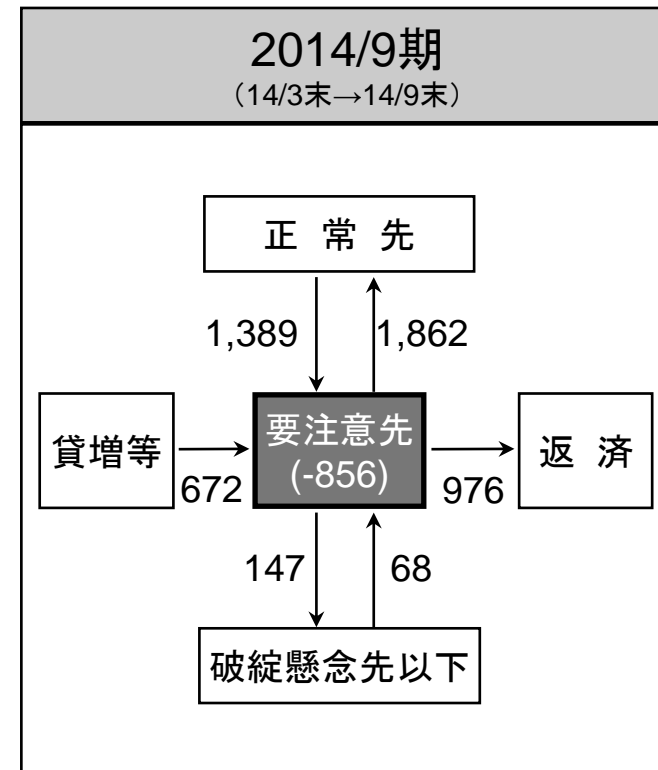 2014/9期
（14/3末→14/9末）
正 常 先
1,389
1,862
貸増等
672
要注意先
(-856)
976
返 済
147
68
破綻懸念先以下